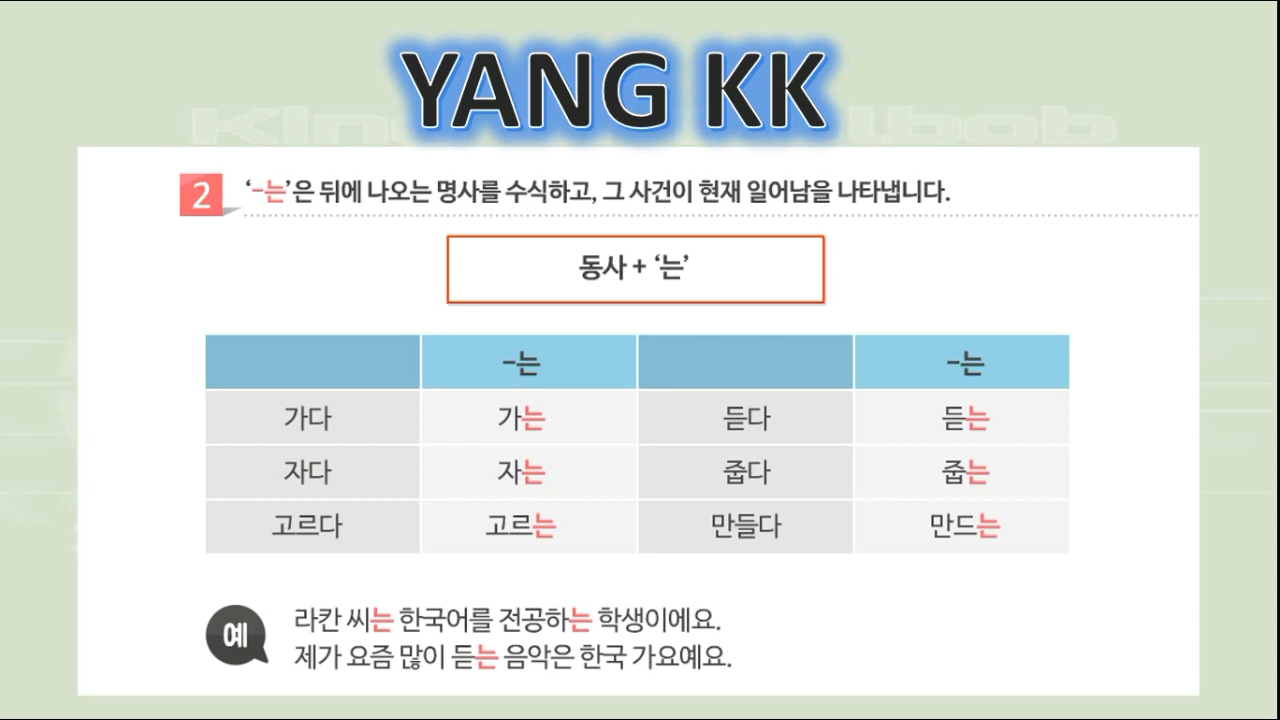 YANG KK
2 '-는'은 뒤에 나오는 명사를 수식하고, 그 사건이 현재 일어남을 나타냅니다.
동사 + '는'
-는 -는
가다 가는 듣다 듣는
자다 자는 줍다 줍는
고르다 고르는 만들다 만드는
예
라칸 씨는 한국어를 전공하는 학생이에요.
제가 요즘 많이 듣는 음악은 한국 가요예요.